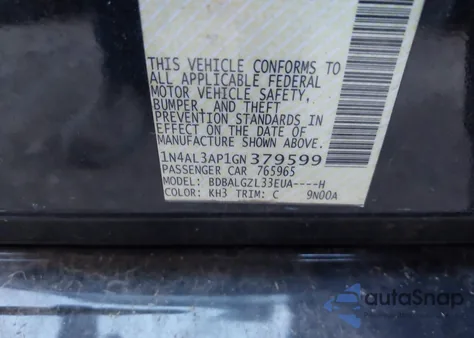 THIS VEHICLE CONFORMS TO
ALL APPLICABLE FEDERAL
MOTOR VEHICLE SAFETY,
BUMPER, AND THEFT
PREVENTION STANDARDS IN
EFFECT ON THE DATE OF
MANUFACTURE SHOWN ABOVE.
1N4AL3AP1GN379599
PASSENGER CAR 765965
MODEL: BDBALGZL33EUA----H
COLOR: KH3 TRIM: C 9N00A
autoSnap